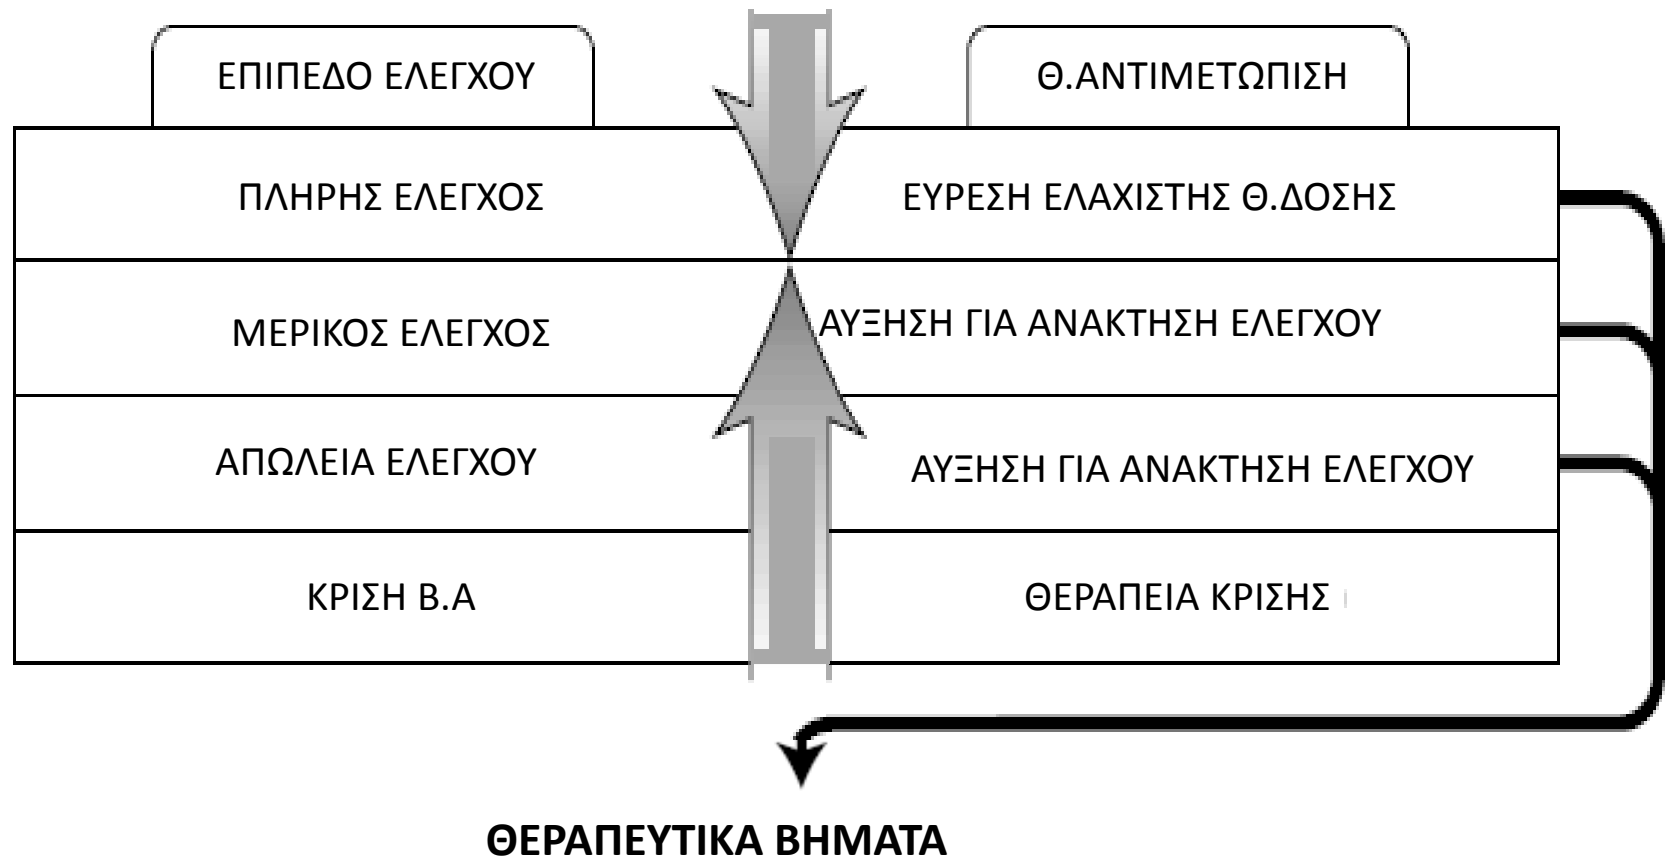 ΕΠΙΠΕΔΟ ΕΛΕΓΧΟΥ
Θ.ΑΝΤΙΜΕΤΩΠΙΣΗ
ΠΛΗΡΗΣ ΕΛΕΓΧΟΣ
ΕΥΡΕΣΗ ΕΛΑΧΙΣΤΗΣ Θ.ΔΟΣΗΣ
ΜΕΡΙΚΟΣ ΕΛΕΓΧΟΣ
ΑΥΞΗΣΗ ΓΙΑ ΑΝΑΚΤΗΣΗ ΕΛΕΓΧΟΥ
ΑΠΩΛΕΙΑ ΕΛΕΓΧΟΥ
ΑΥΞΗΣΗ ΓΙΑ ΑΝΑΚΤΗΣΗ ΕΛΕΓΧΟΥ
ΚΡΙΣΗ Β.Α
ΘΕΡΑΠΕΙΑ ΚΡΙΣΗΣ
ΘΕΡΑΠΕΥΤΙΚΑ ΒΗΜΑΤΑ